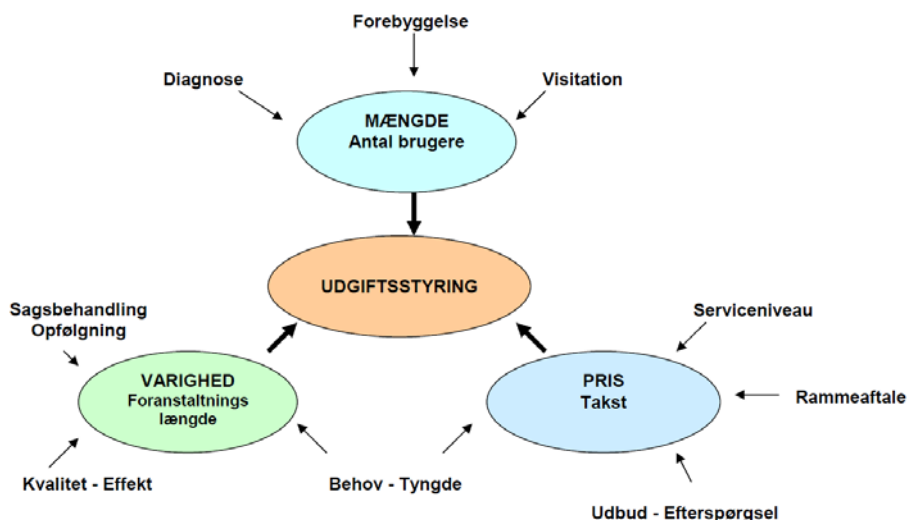 Forebyggelse
Diagnose
Visitation
MÆNGDE
Antal brugere
UDGIFTSSTYRING
Sagsbehandling
Opfølgning
Serviceniveau
VARIGHED
Foranstaltnings
længde
PRIS
Takst
Rammeaftale
Kvalitet - Effekt
Behov - Tyngde
Udbud - Efterspørgsel